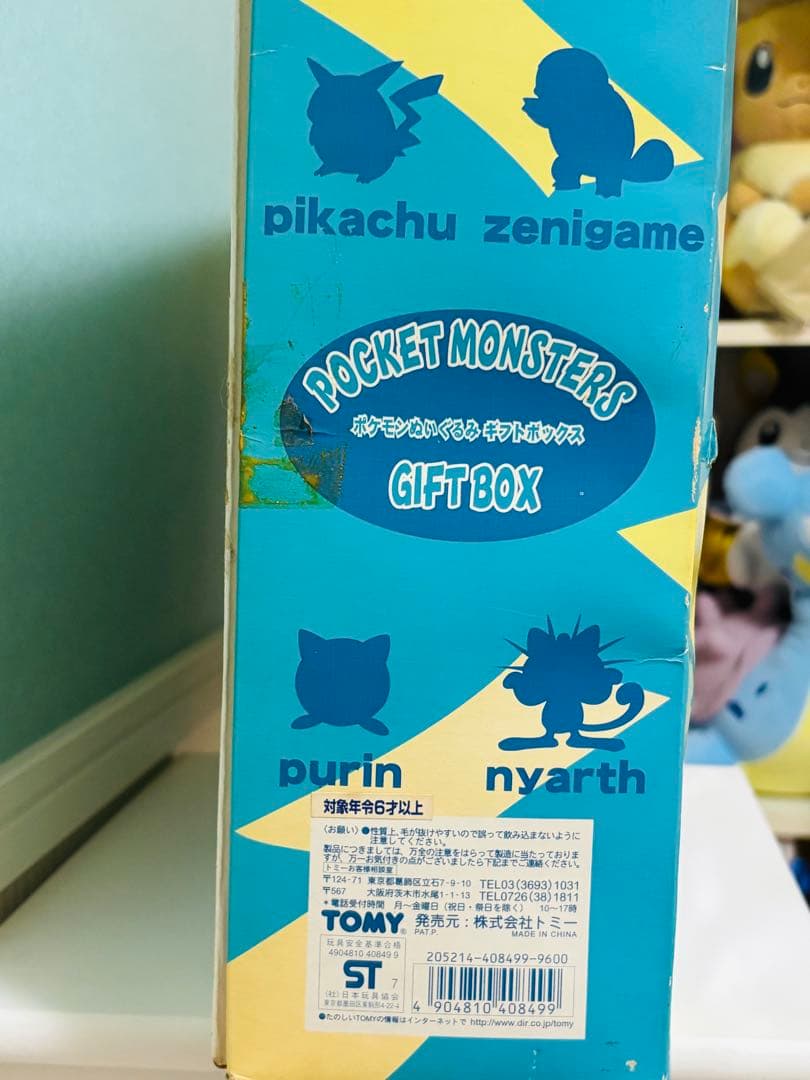 pikachu
zenigame
POCKET MONSTERS
ポケモンぬいぐるみ ギフトボックス
GIFT BOX
purin
nyarth
対象年令6才以上
〈お願い〉●性質上、毛が抜けやすいので誤って飲み込まないように
注意してください。
製品につきましては、万全の注意をはらって製造に当たっておりま
すが、万一お気付きの点がございましたら下記までご連絡ください。
トミーお客様相談室
〒124-71 東京都葛飾区立石7-9-10 TEL03(3693)1031
〒567 大阪府茨木市水尾1-1-13 TEL0726(38)1811
*電話受付時間 月〜金曜日(祝日・祭日を除く) 10〜17時
TOMY® 発売元：株式会社トミー
PAT.P. MADE IN CHINA
玩具安全基準合格
4904810 40849 9
ST 7
(社)日本玩具協会
東京都墨田区東駒形4-22-4
205214-408499-9600
4 904810 408499
●たのしいTOMYの情報はインターネットで http://www.dir.co.jp/tomy